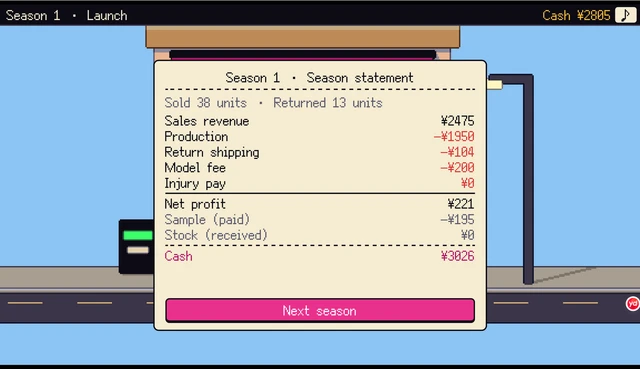 Season 1 · Launch
Cash ¥2805
Season 1 · Season statement
Sold 38 units · Returned 13 units
Sales revenue ¥2475
Production -¥1950
Return shipping -¥104
Model fee -¥200
Injury pay ¥0
Net profit ¥221
Sample (paid) -¥195
Stock (received) ¥0
Cash ¥3026
Next season
ya